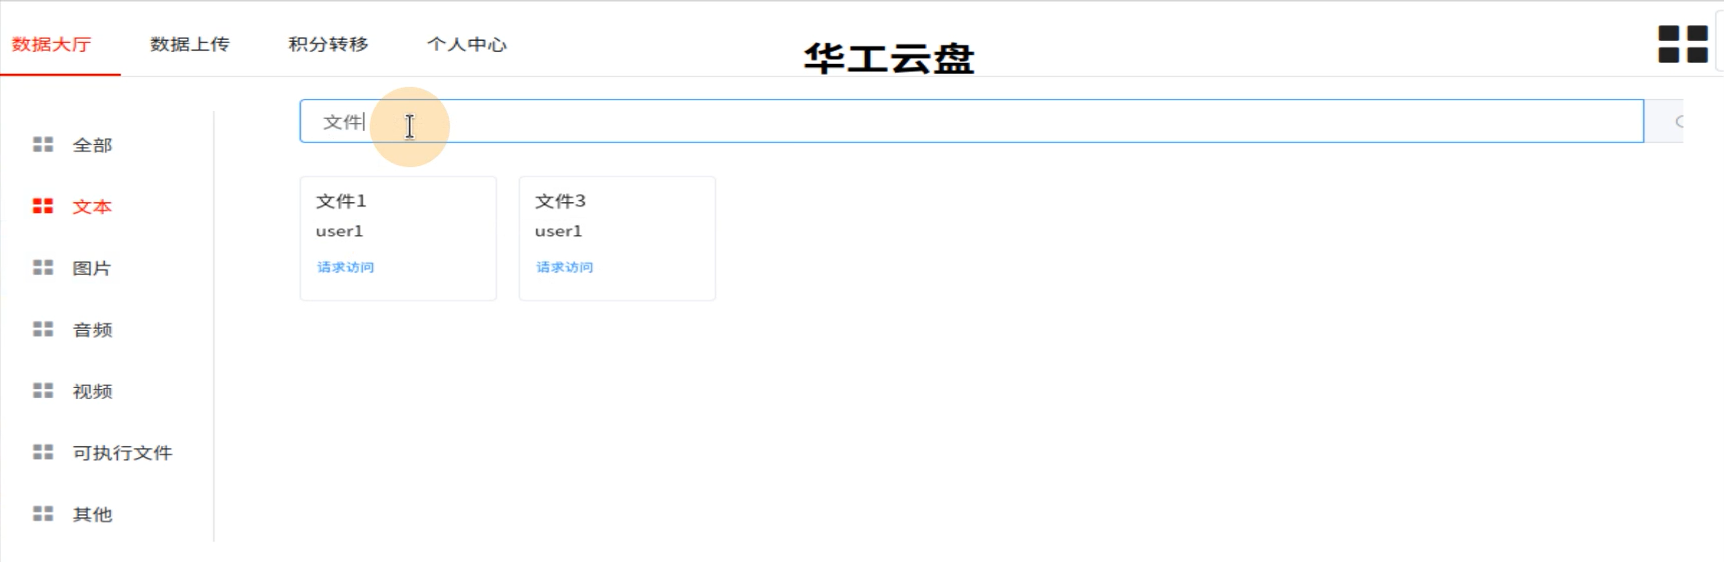 数据大厅 数据上传 积分转移 个人中心
华工云盘
文件
全部
文本
图片
音频
视频
可执行文件
其他
文件1
user1
请求访问
文件3
user1
请求访问